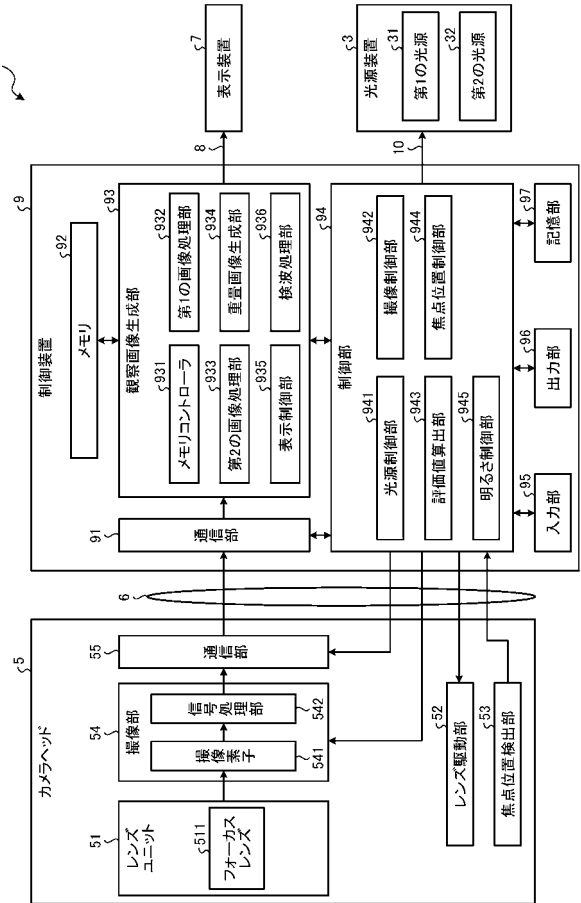 5
カメラヘッド
51
レンズ
ユニット
511
フォーカス
レンズ
54
撮像部
撮像素子
541
信号処理部
542
55
通信部
52
レンズ駆動部
53
焦点位置検出部
6
9
制御装置
92
メモリ
91
通信部
93
観察画像生成部
931
メモリコントローラ
932
第1の画像処理部
933
第2の画像処理部
934
重畳画像生成部
935
表示制御部
936
検波処理部
94
制御部
941
光源制御部
942
撮像制御部
943
評価値算出部
944
焦点位置制御部
945
明るさ制御部
95
入力部
96
出力部
97
記憶部
8
7
表示装置
10
3
光源装置
31
第1の光源
32
第2の光源